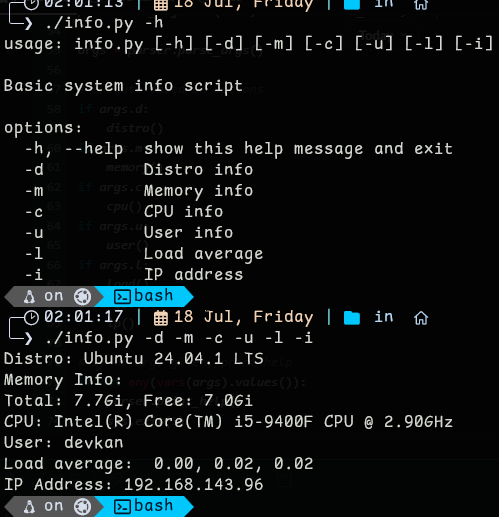 02:01:13 | 18 Jul, Friday | in
❯ ./info.py -h
usage: info.py [-h] [-d] [-m] [-c] [-u] [-l] [-i]
Basic system info script
options:
-h, --help  show this help message and exit
-d          Distro info
-m          Memory info
-c          CPU info
-u          User info
-l          Load average
-i          IP address
on bash
02:01:17 | 18 Jul, Friday | in
❯ ./info.py -d -m -c -u -l -i
Distro: Ubuntu 24.04.1 LTS
Memory Info:
Total: 7.7Gi, Free: 7.0Gi
CPU: Intel(R) Core(TM) i5-9400F CPU @ 2.90GHz
User: devkan
Load average:  0.00, 0.02, 0.02
IP Address: 192.168.143.96
on bash